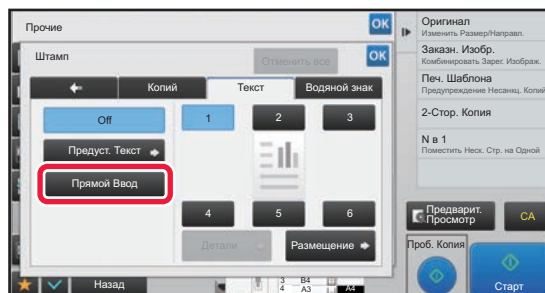 Прочие
OK
Штамп
Отменить все
OK
Копий
Текст
Водяной знак
Off
1
2
3
Предуст. Текст
Прямой Ввод
4
5
6
Детали
Размещение
Назад
3 B4
4 A3
A4
Оригинал
Изменить Размер/Направл.
Заказн. Изобр.
Комбинировать Зарег. Изображ.
Печ. Шаблона
Предупреждение Несанкц. Копий
2-Стор. Копия
N в 1
Поместить Неск. Стр. на Одной
Предварит.
Просмотр
CA
Проб. Копия
Старт